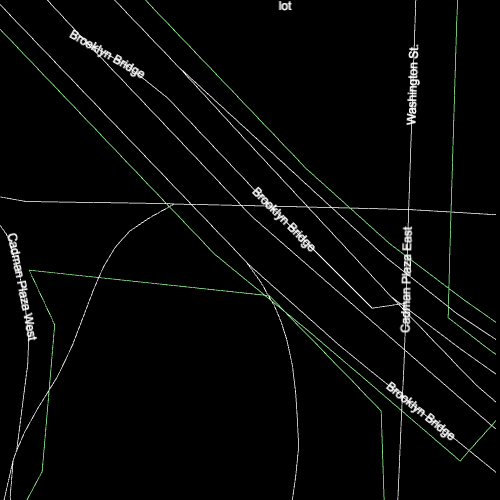 lot
Brooklyn Bridge
Washington St.
Brooklyn Bridge
Cadman Plaza West
Cadman Plaza East
Brooklyn Bridge